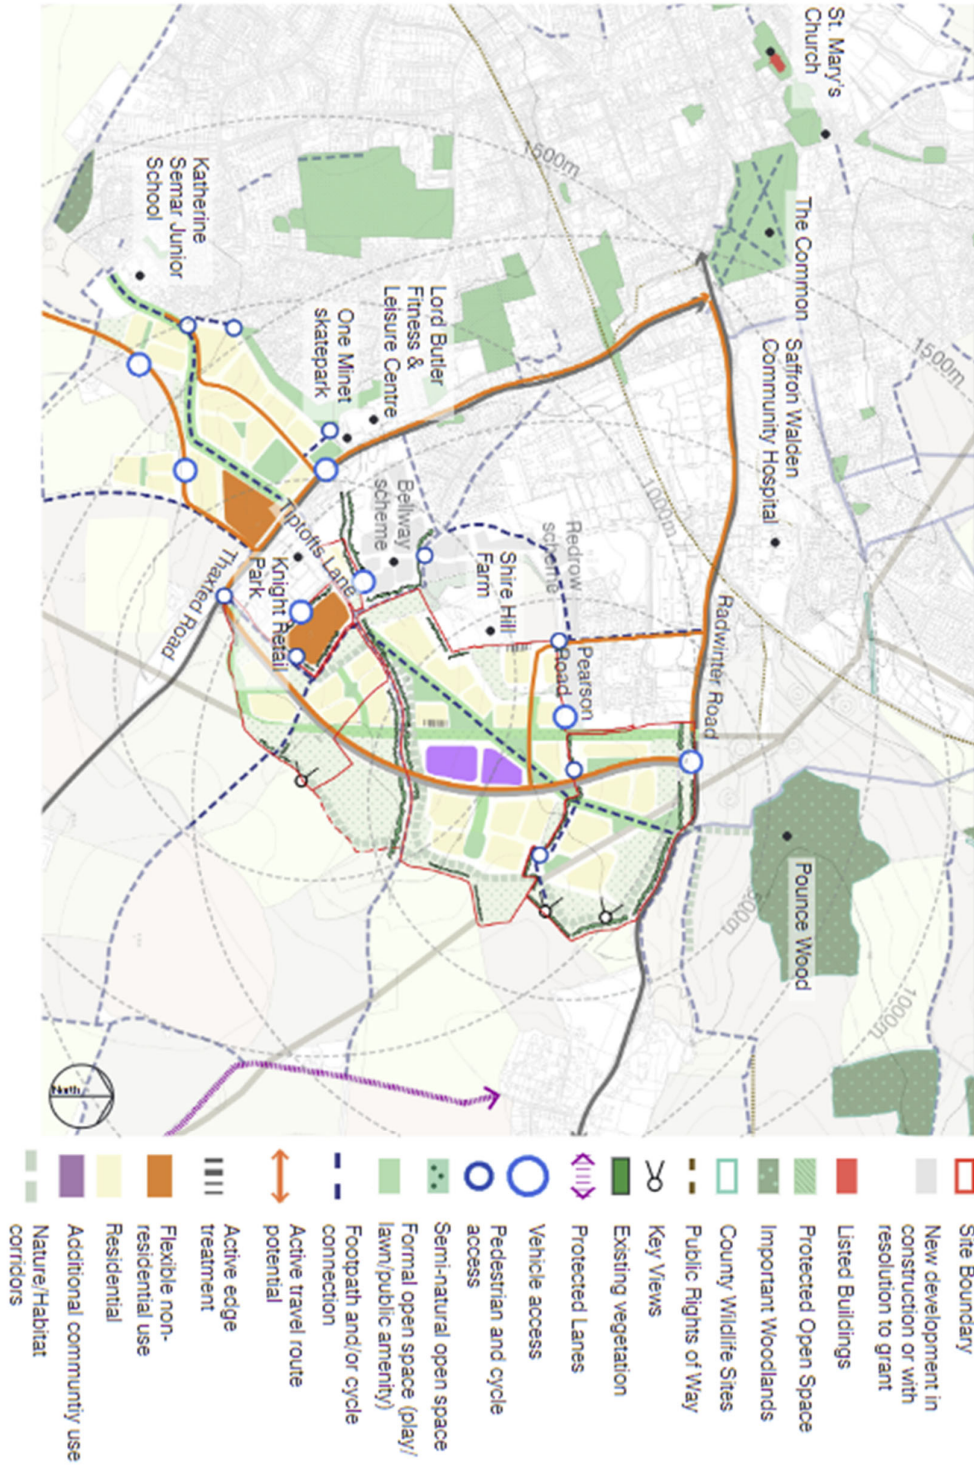 St. Mary's
Church
The Common
Saffron Walden
Community Hospital
1500m
1500m
Katherine
Semar Junior
School
Lord Butler
Fitness &
Leisure Centre
One Minet
skatepark
1000m
Bellway
scheme
Redrow
scheme
Shire Hill
Farm
Tiptofts Lane
Knight Retail
Park
Thaxted Road
Pearson
Road
Radwinter Road
Pounce Wood
1000m
North
Site Boundary
New development in
construction or with
resolution to grant
Listed Buildings
Protected Open Space
Important Woodlands
County Wildlife Sites
Public Rights of Way
Key Views
Existing vegetation
Protected Lanes
Vehicle access
Pedestrian and cycle
access
Semi-natural open space
Formal open space (play/
lawn/public amenity)
Footpath and/or cycle
connection
Active travel route
potential
Active edge
treatment
Flexible non-
residential use
Residential
Additional communtiy use
Nature/Habitat
corridors